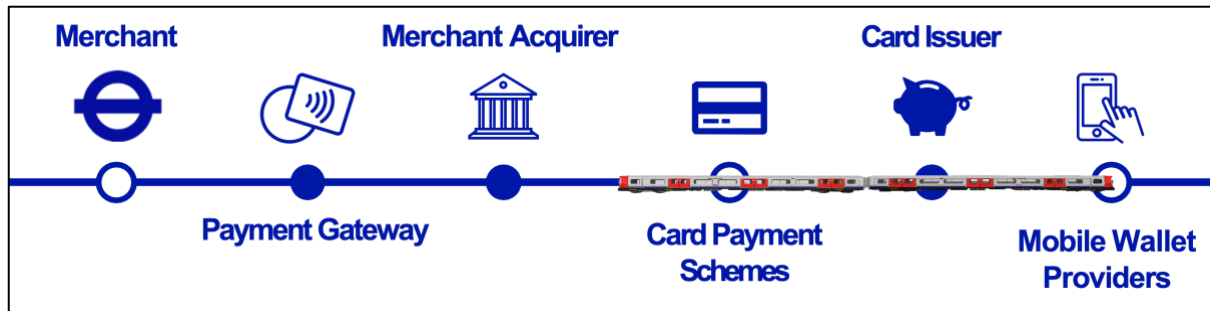 Merchant
Merchant Acquirer
Card Issuer
Payment Gateway
Card Payment
Schemes
Mobile Wallet
Providers